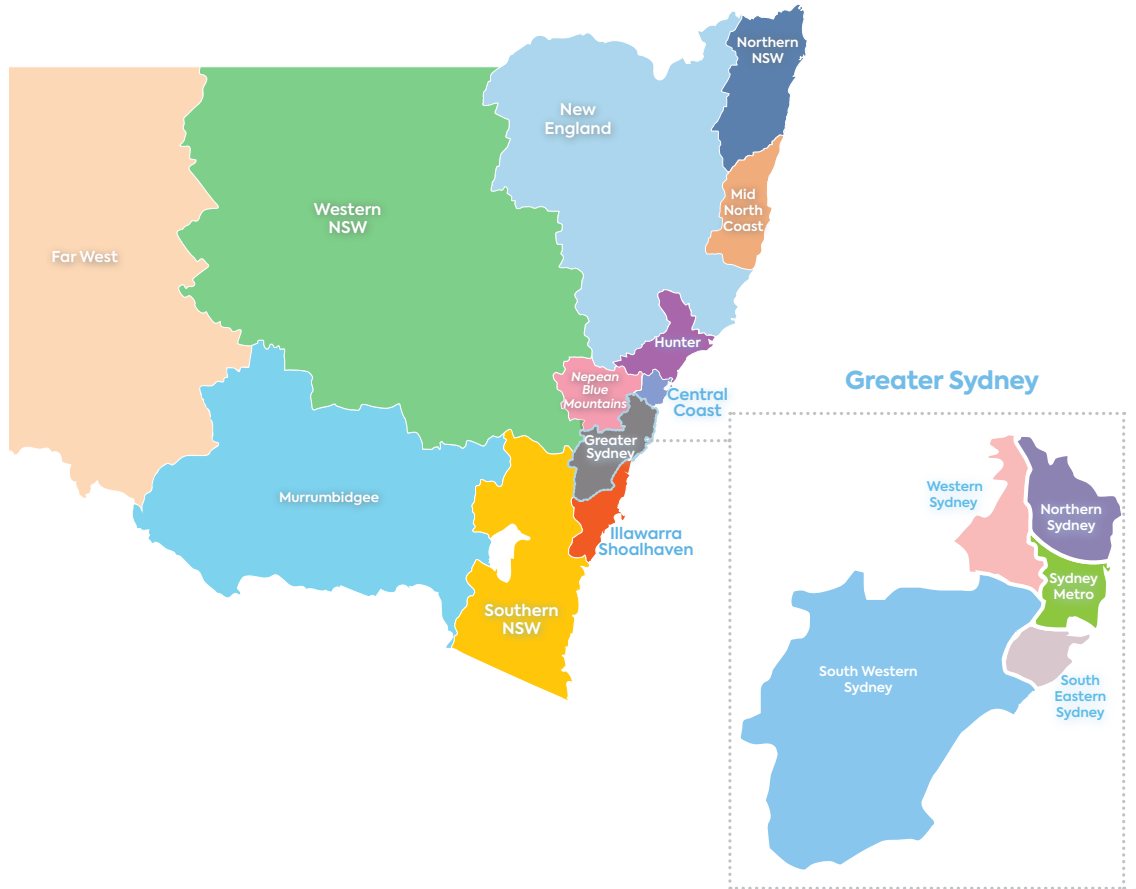 Northern
NSW
New
England
Mid
North
Coast
Western
NSW
Far West
Hunter
Nepean
Blue
Mountains
Central
Coast
Greater
Sydney
Murrumbidgee
Illawarra
Shoalhaven
Southern
NSW
Greater Sydney
Western
Sydney
Northern
Sydney
Sydney
Metro
South Western
Sydney
South
Eastern
Sydney